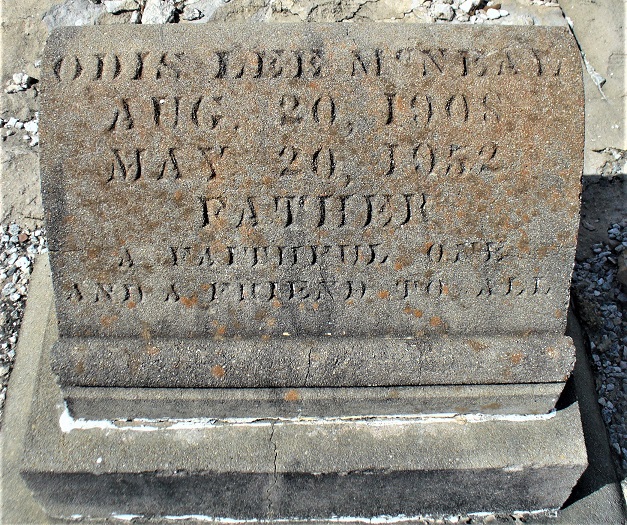 ODIS LEE McNEAL
AUG. 20, 1908
MAY 20, 1952
FATHER
A FAITHFUL ONE
AND A FRIEND TO ALL